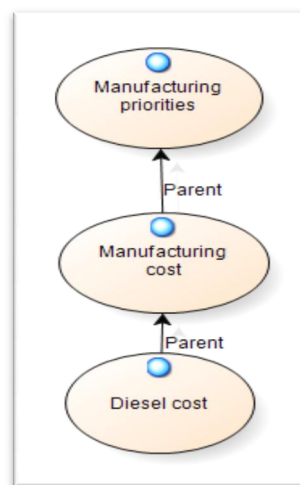 Manufacturing
priorities
Parent
Manufacturing
cost
Parent
Diesel cost